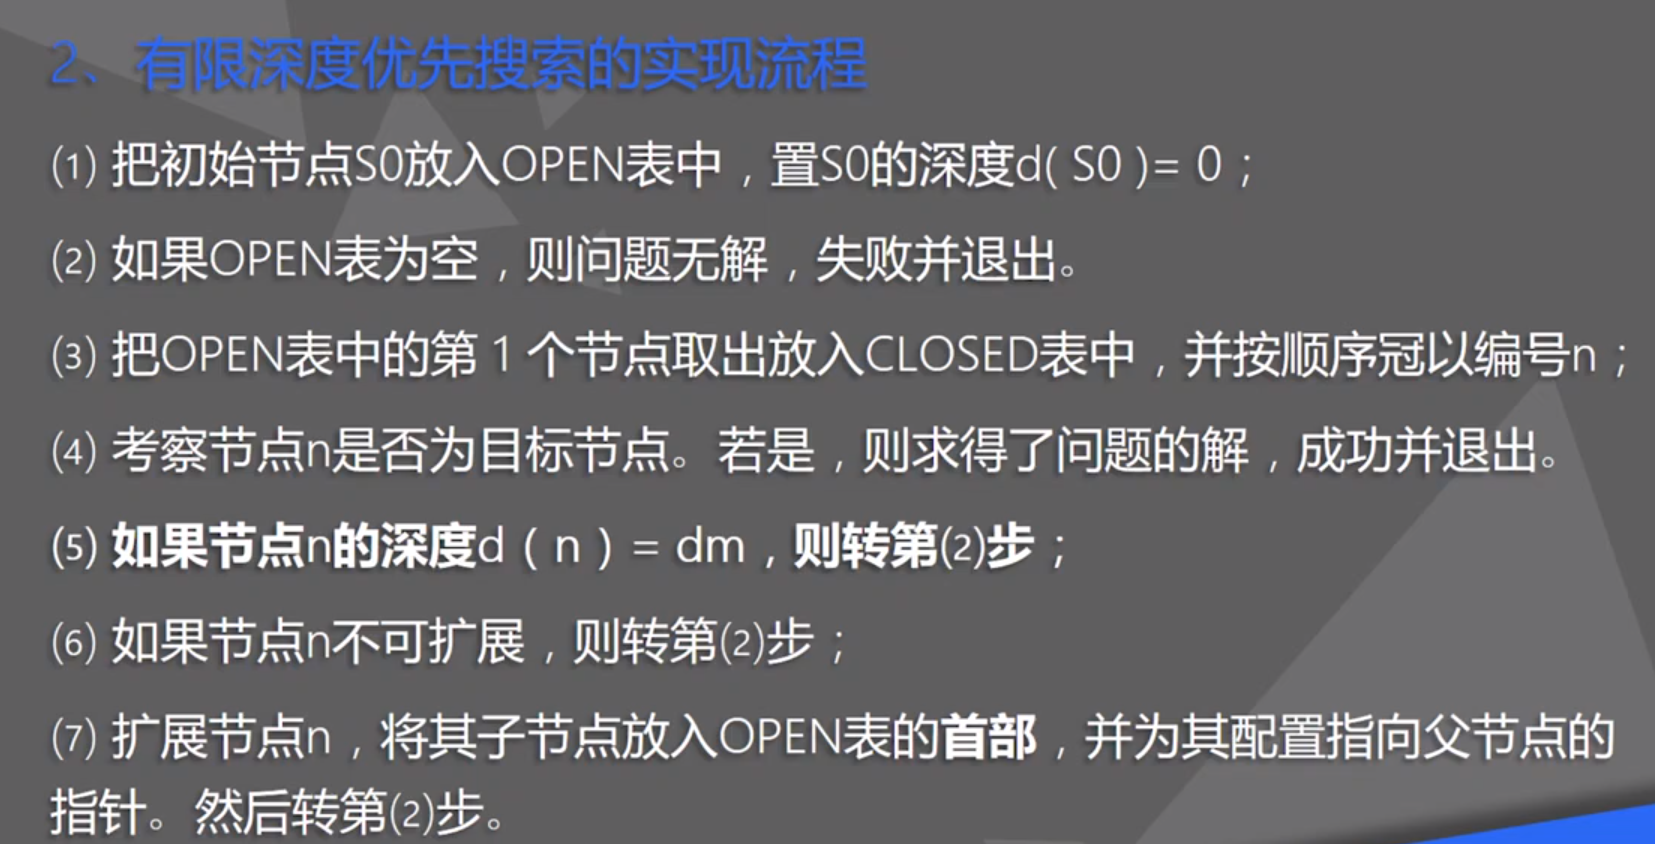 2、有限深度优先搜索的实现流程
(1) 把初始节点S0放入OPEN表中，置S0的深度d( S0 )= 0；
(2) 如果OPEN表为空，则问题无解，失败并退出。
(3) 把OPEN表中的第 1 个节点取出放入CLOSED表中，并按顺序冠以编号n；
(4) 考察节点n是否为目标节点。若是，则求得了问题的解，成功并退出。
(5) 如果节点n的深度d（n）= dm，则转第(2)步；
(6) 如果节点n不可扩展，则转第(2)步；
(7) 扩展节点n，将其子节点放入OPEN表的首部，并为其配置指向父节点的
指针。然后转第(2)步。